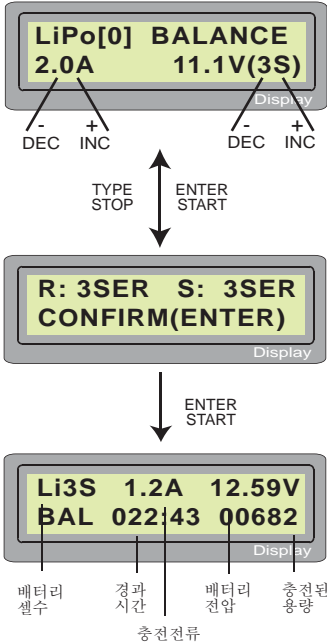 LiPo[0] BALANCE
2.0A 11.1V(3S)
Display
- + - +
DEC INC DEC INC
TYPE ENTER
STOP START
R: 3SER S: 3SER
CONFIRM(ENTER)
Display
ENTER
START
Li3S 1.2A 12.59V
BAL 022:43 00682
Display
배터리 경과 배터리 충전된
셀수 시간 전압 용량
충전전류